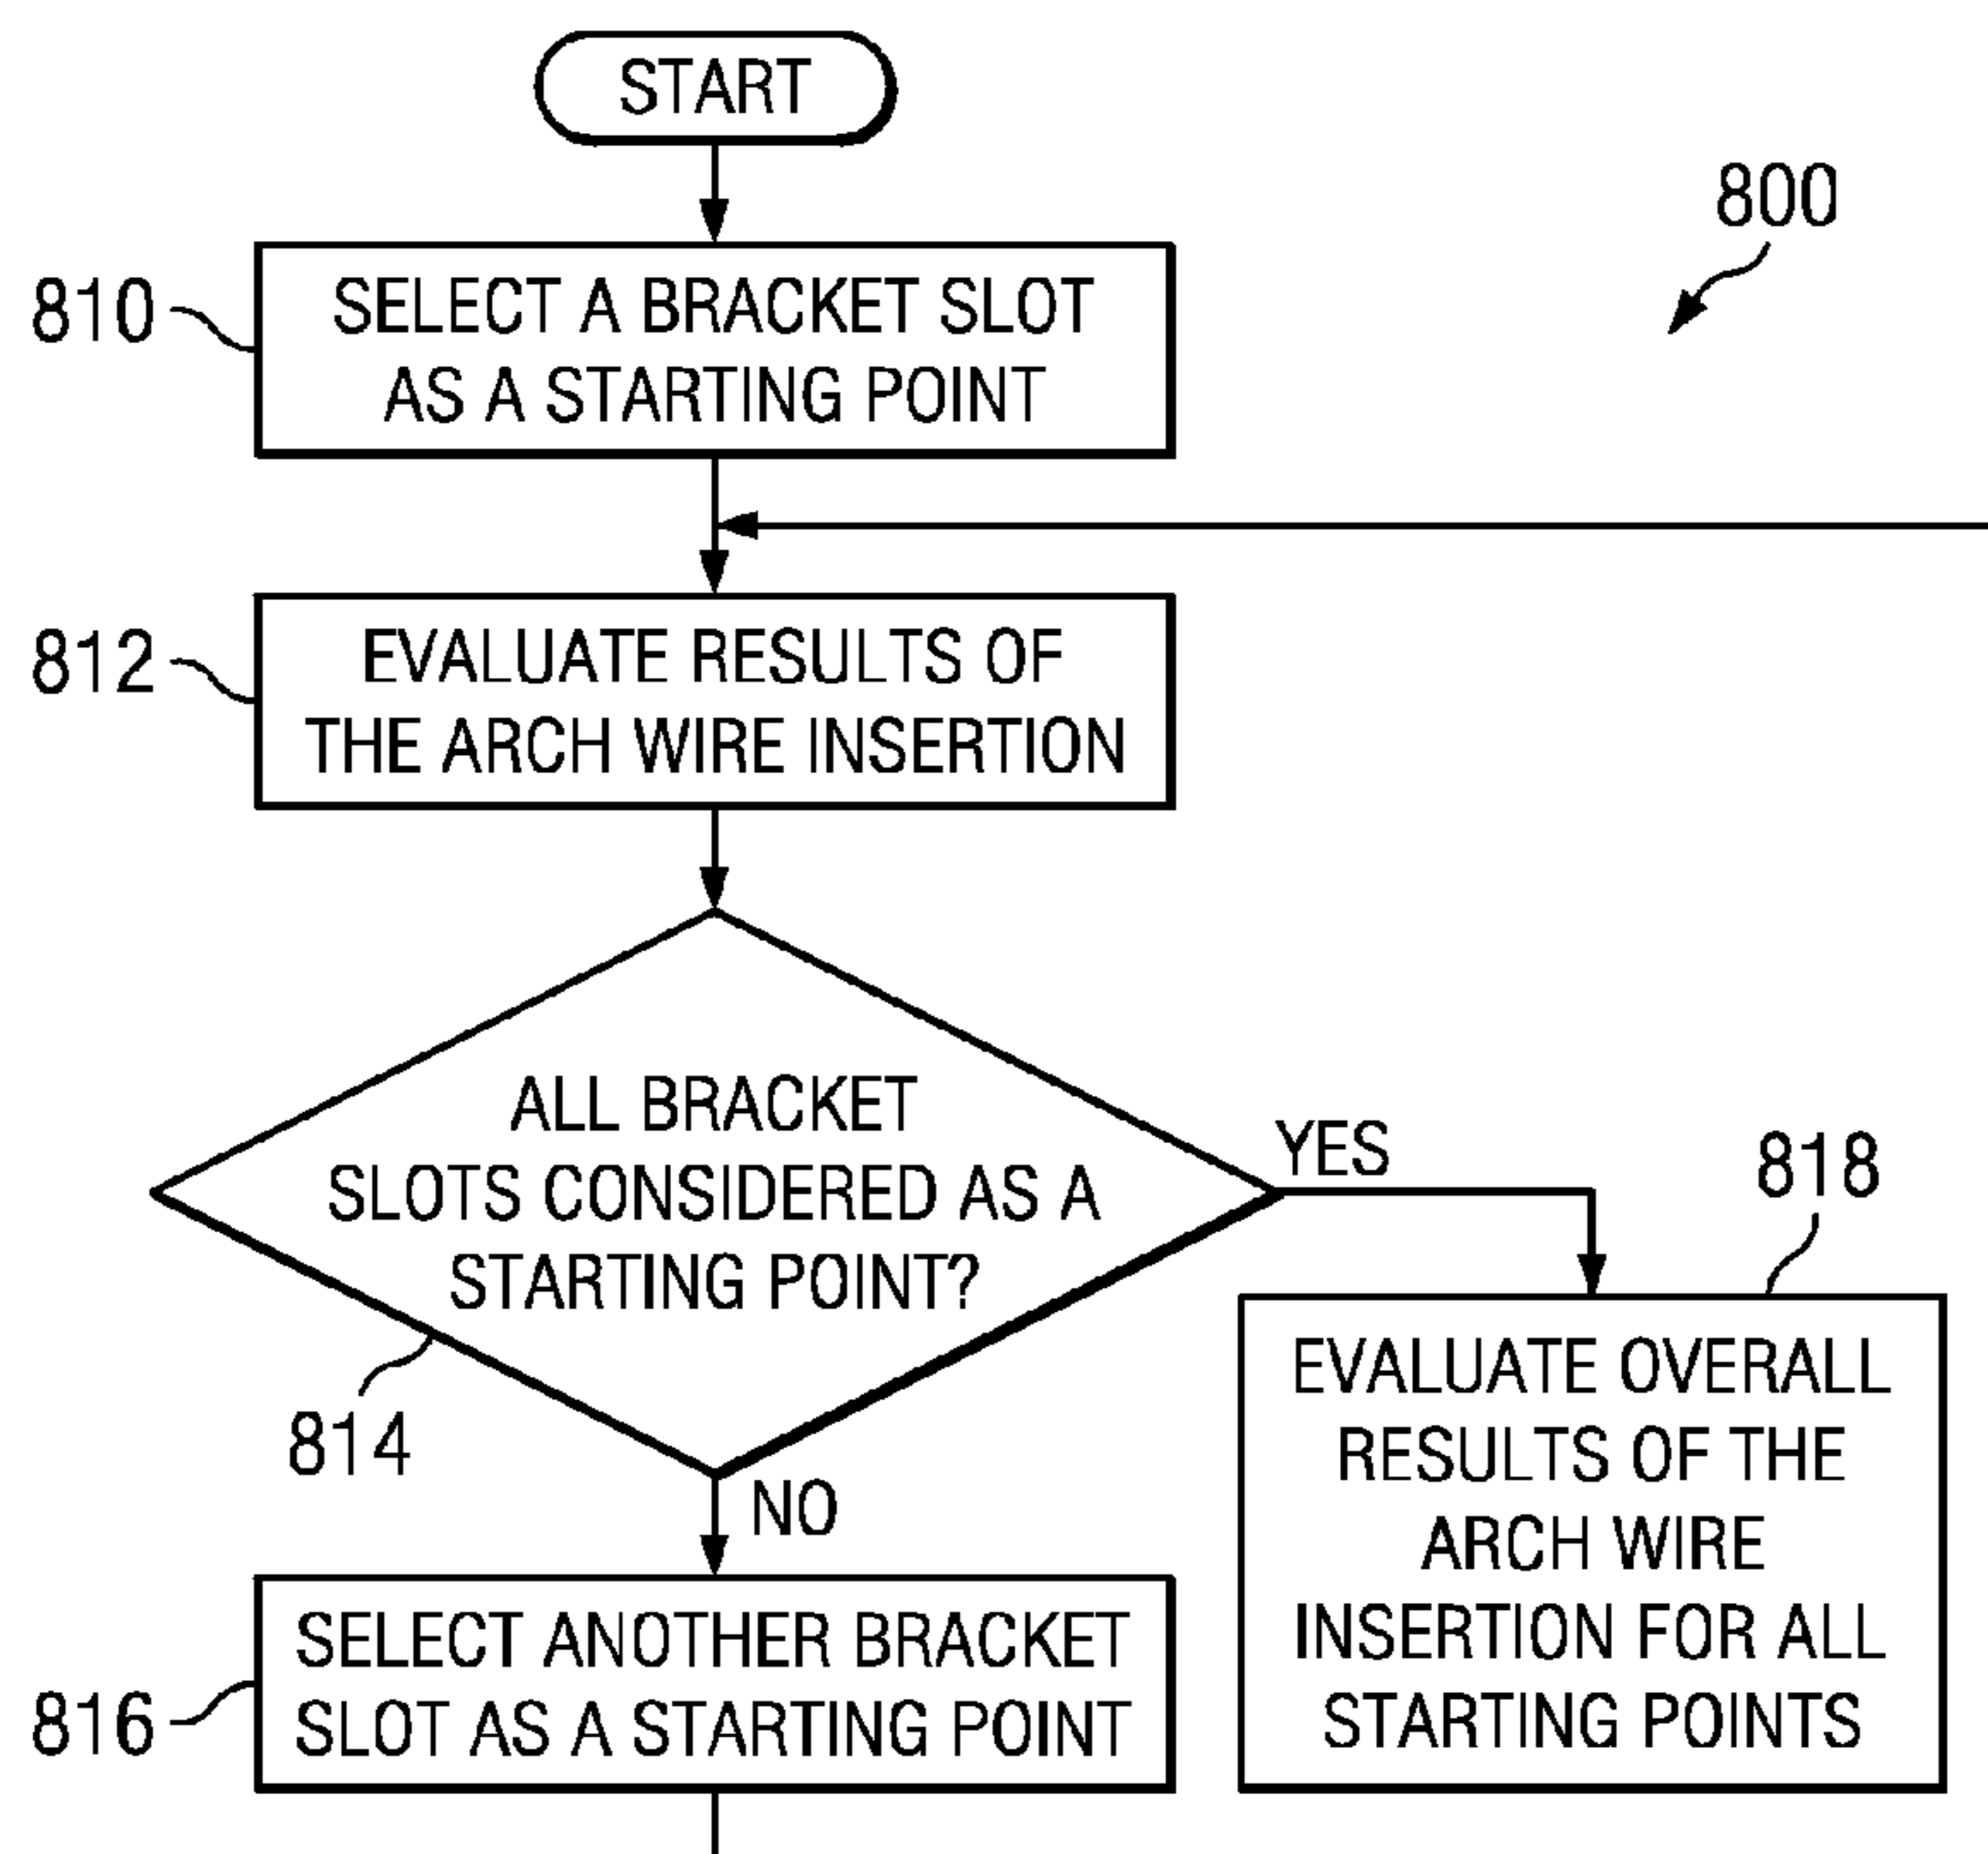 START
800
810
SELECT A BRACKET SLOT
AS A STARTING POINT
812
EVALUATE RESULTS OF
THE ARCH WIRE INSERTION
ALL BRACKET
SLOTS CONSIDERED AS A
STARTING POINT?
YES
818
814
NO
EVALUATE OVERALL
RESULTS OF THE
ARCH WIRE
INSERTION FOR ALL
STARTING POINTS
816
SELECT ANOTHER BRACKET
SLOT AS A STARTING POINT